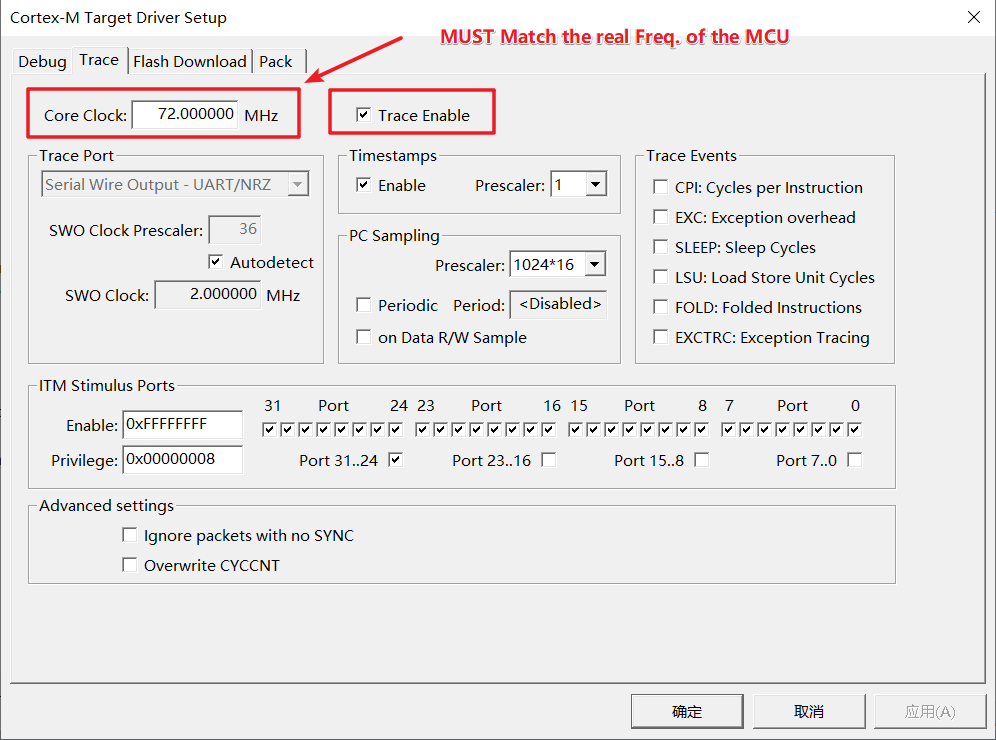 Cortex-M Target Driver Setup
MUST Match the real Freq. of the MCU
Debug Trace Flash Download Pack
Core Clock: 72.000000 MHz Trace Enable
Trace Port
Serial Wire Output - UART/NRZ
SWO Clock Prescaler: 36
Autodetect
SWO Clock: 2.000000 MHz
Timestamps
Enable Prescaler: 1
PC Sampling
Prescaler: 1024*16
Periodic Period: <Disabled>
on Data R/W Sample
Trace Events
CPI: Cycles per Instruction
EXC: Exception overhead
SLEEP: Sleep Cycles
LSU: Load Store Unit Cycles
FOLD: Folded Instructions
EXCTRC: Exception Tracing
ITM Stimulus Ports
31 Port 24 23 Port 16 15 Port 8 7 Port 0
Enable: 0xFFFFFFFF
Privilege: 0x00000008 Port 31..24 Port 23..16 Port 15..8 Port 7..0
Advanced settings
Ignore packets with no SYNC
Overwrite CYCCNT
确定 取消 应用(A)